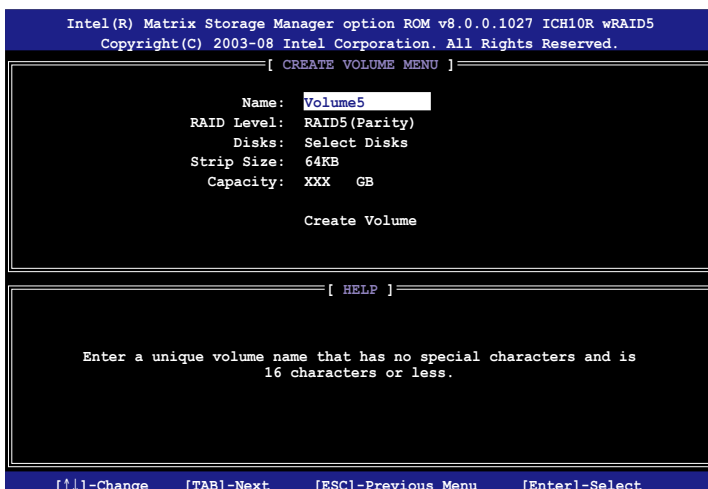 Intel(R) Matrix Storage Manager option ROM v8.0.0.1027 ICH10R wRAID5
Copyright(C) 2003-08 Intel Corporation. All Rights Reserved.
[ CREATE VOLUME MENU ]
Name: Volume5
RAID Level: RAID5(Parity)
Disks: Select Disks
Strip Size: 64KB
Capacity: XXX GB
Create Volume
[ HELP ]
Enter a unique volume name that has no special characters and is
16 characters or less.
[↑↓]-Change [TAB]-Next [ESC]-Previous Menu [Enter]-Select